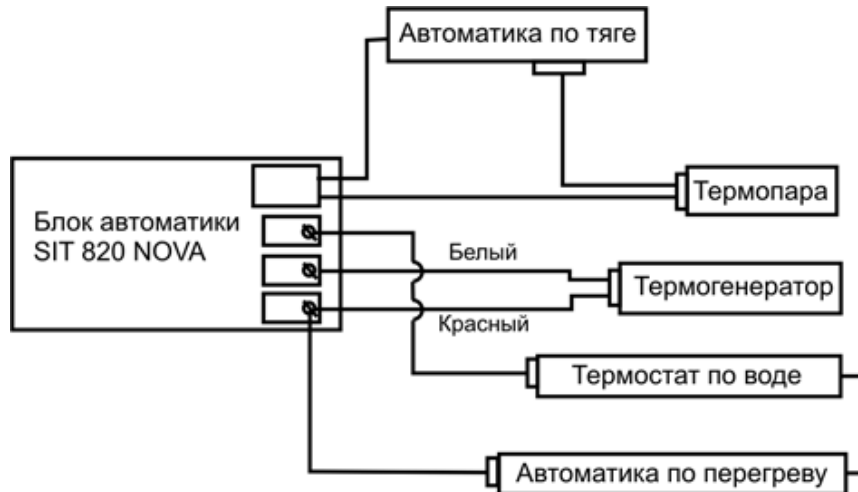 Автоматика по тяге
Термопара
Блок автоматики
SIT 820 NOVA
Белый
Термогенератор
Красный
Термостат по воде
Автоматика по перегреву